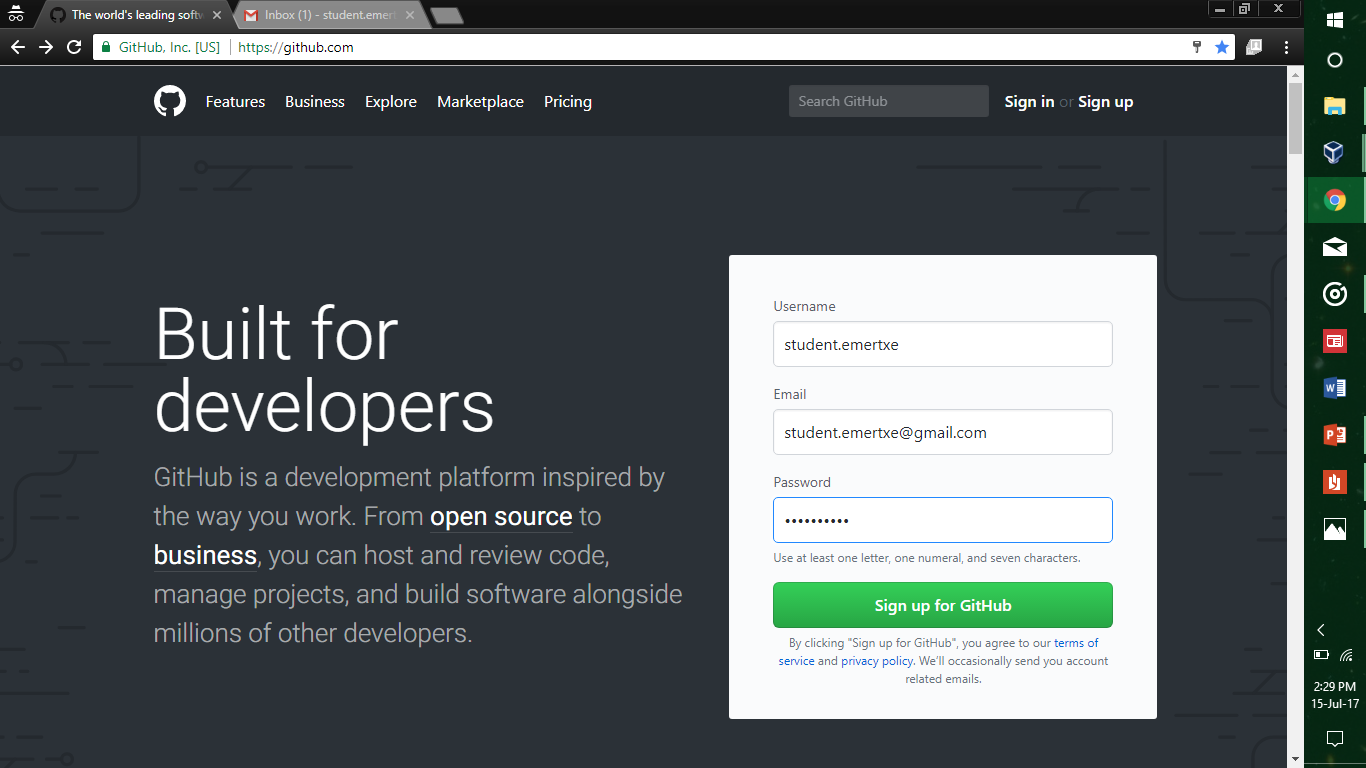 The world's leading softw
Inbox (1) - student.emert
GitHub, Inc. [US]
https://github.com
Features Business Explore Marketplace Pricing
Search GitHub
Sign in or Sign up
Built for
developers
GitHub is a development platform inspired by
the way you work. From open source to
business, you can host and review code,
manage projects, and build software alongside
millions of other developers.
Username
student.emertxe
Email
student.emertxe@gmail.com
Password
••••••••••
Use at least one letter, one numeral, and seven characters.
Sign up for GitHub
By clicking "Sign up for GitHub", you agree to our terms of
service and privacy policy. We’ll occasionally send you account
related emails.
2:29 PM
15-Jul-17